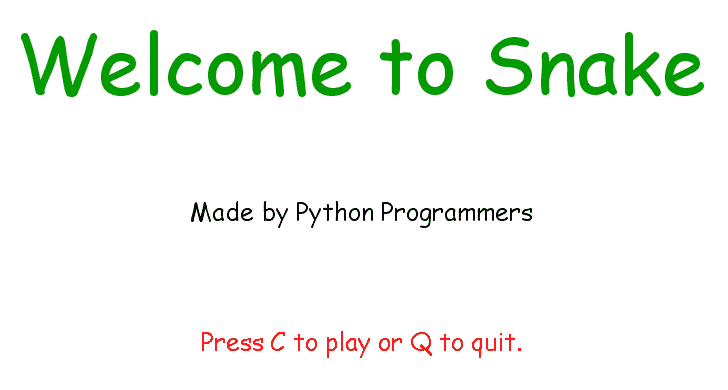 Welcome to Snake
Made by Python Programmers
Press C to play or Q to quit.